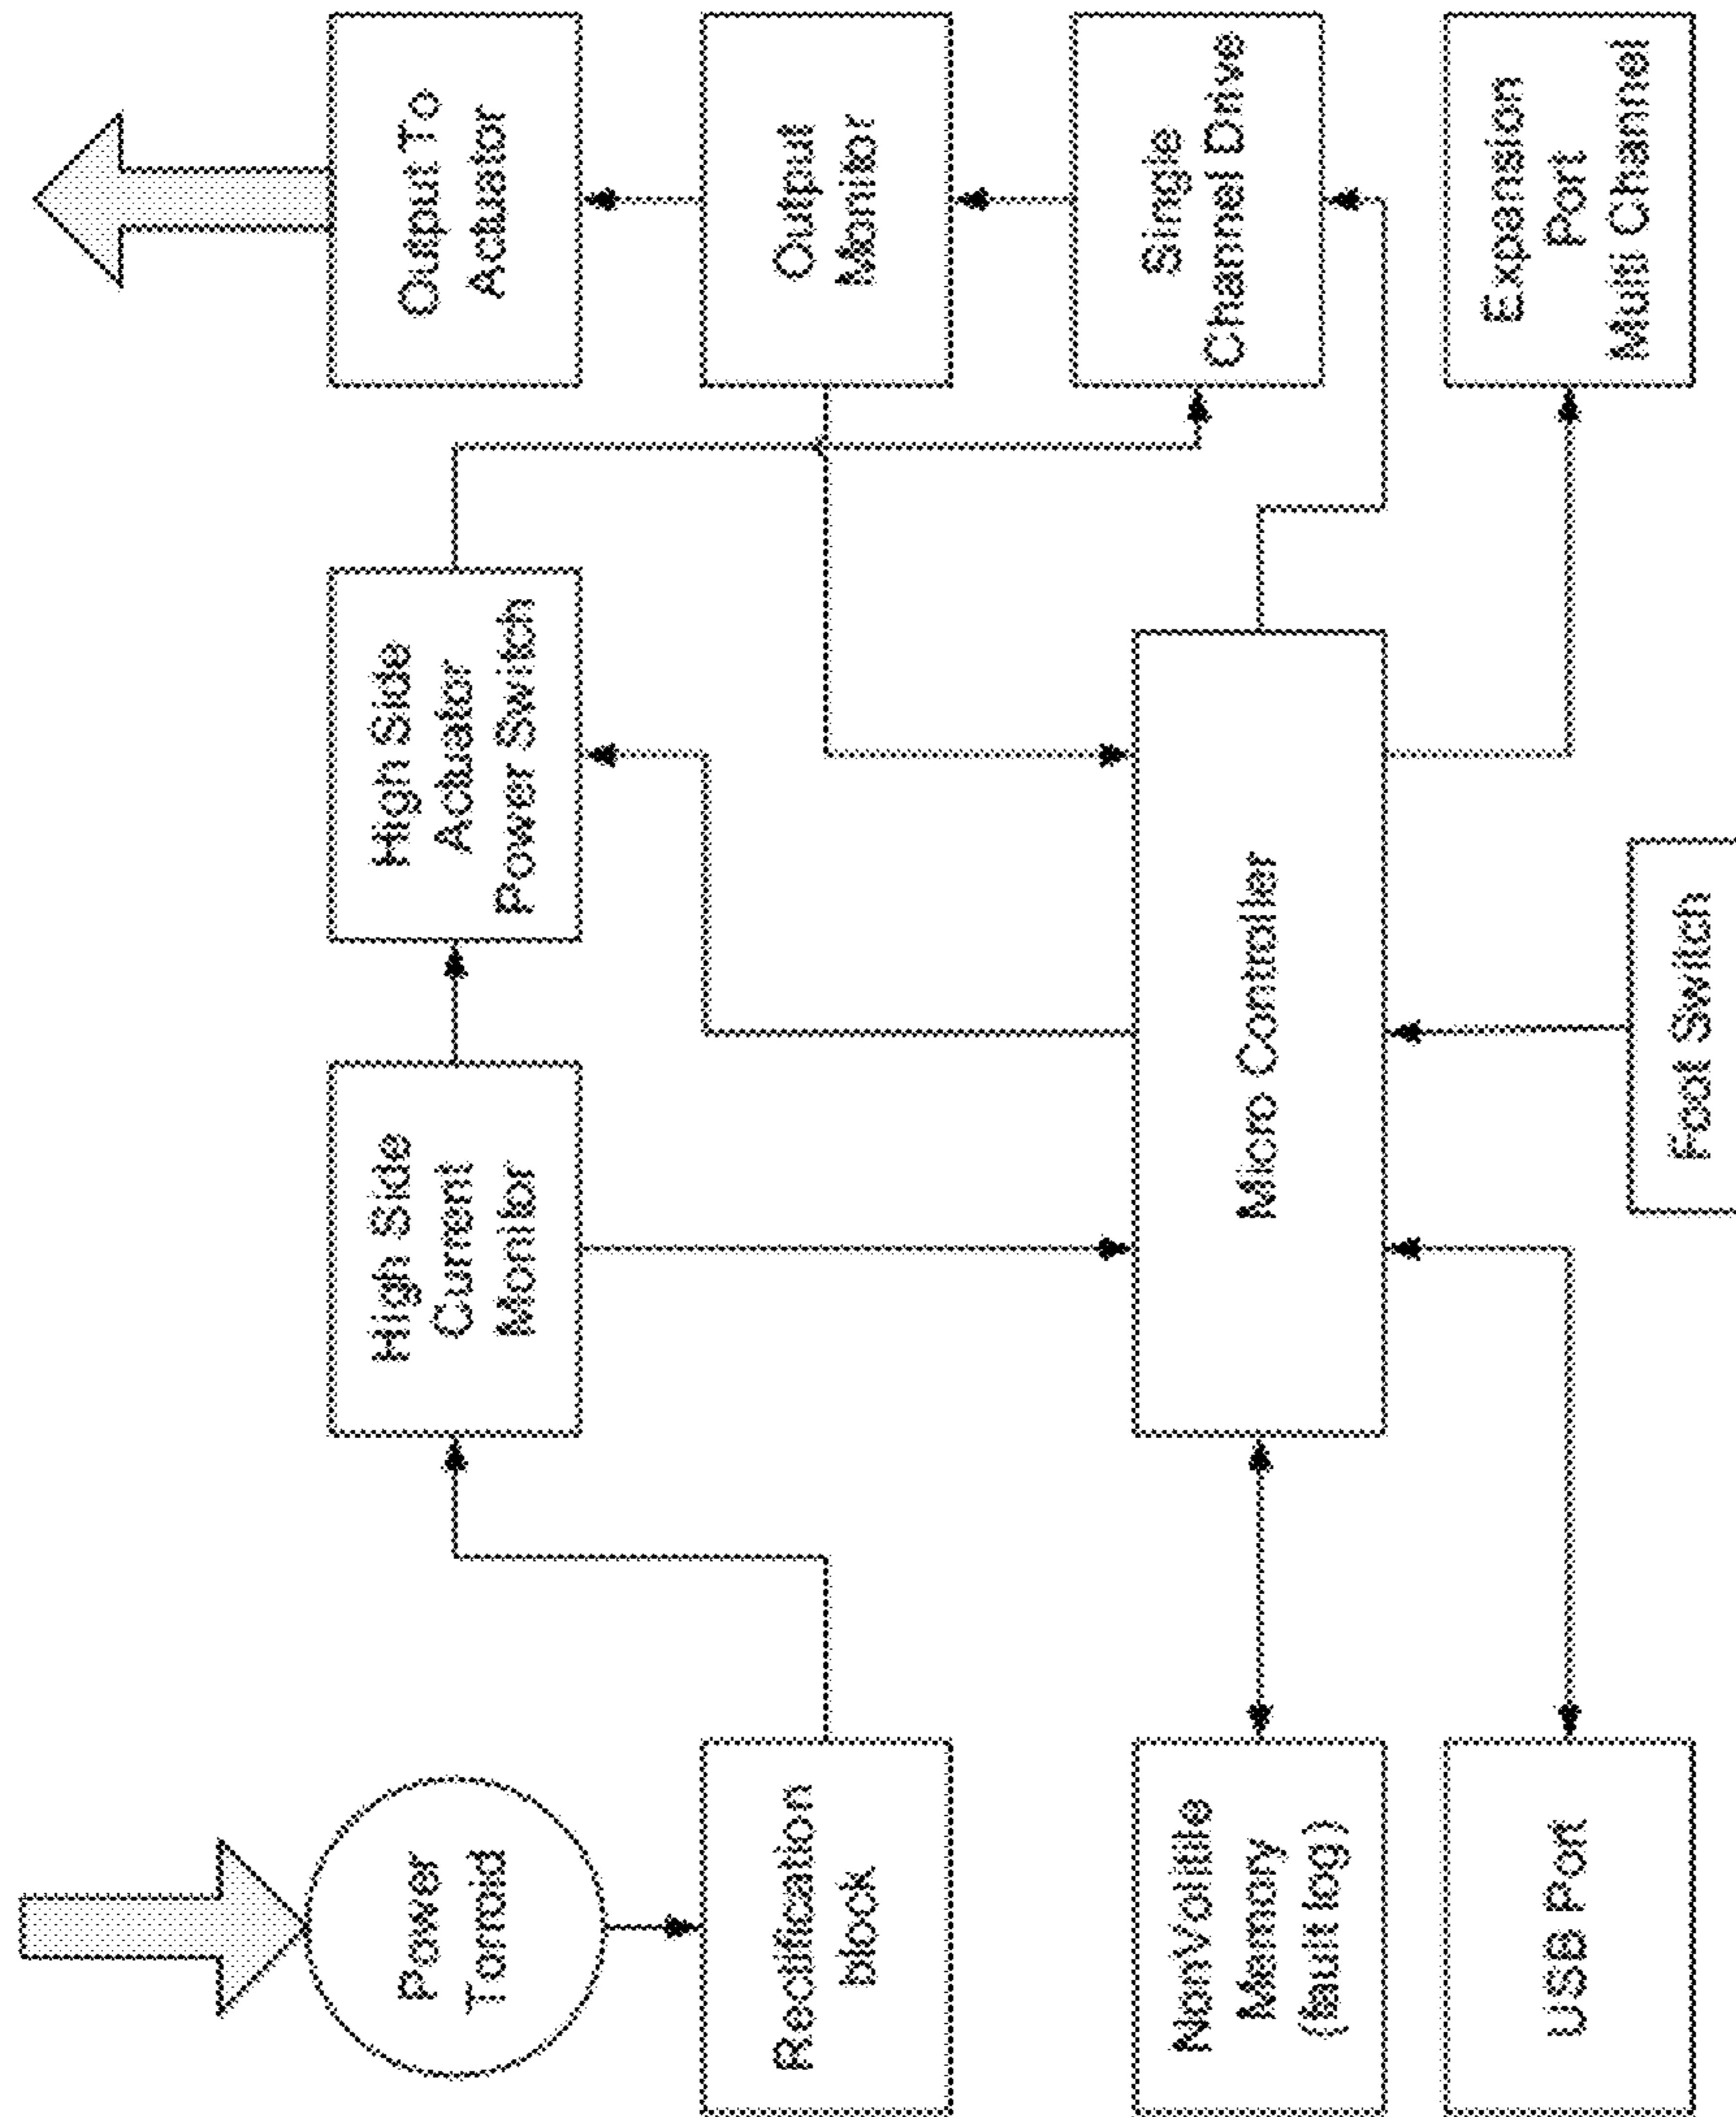 Power
Torroid
High Side
Current
Monitor
High Side
Actuator
Power Switch
Output To
Actuator
Rectification
block
Output
Monitor
NonVolitile
Memory
(fault log)
Micro Controller
Single
Channel Drive
USB Port
Expansion
Port
Multi Channel
Foot Switch